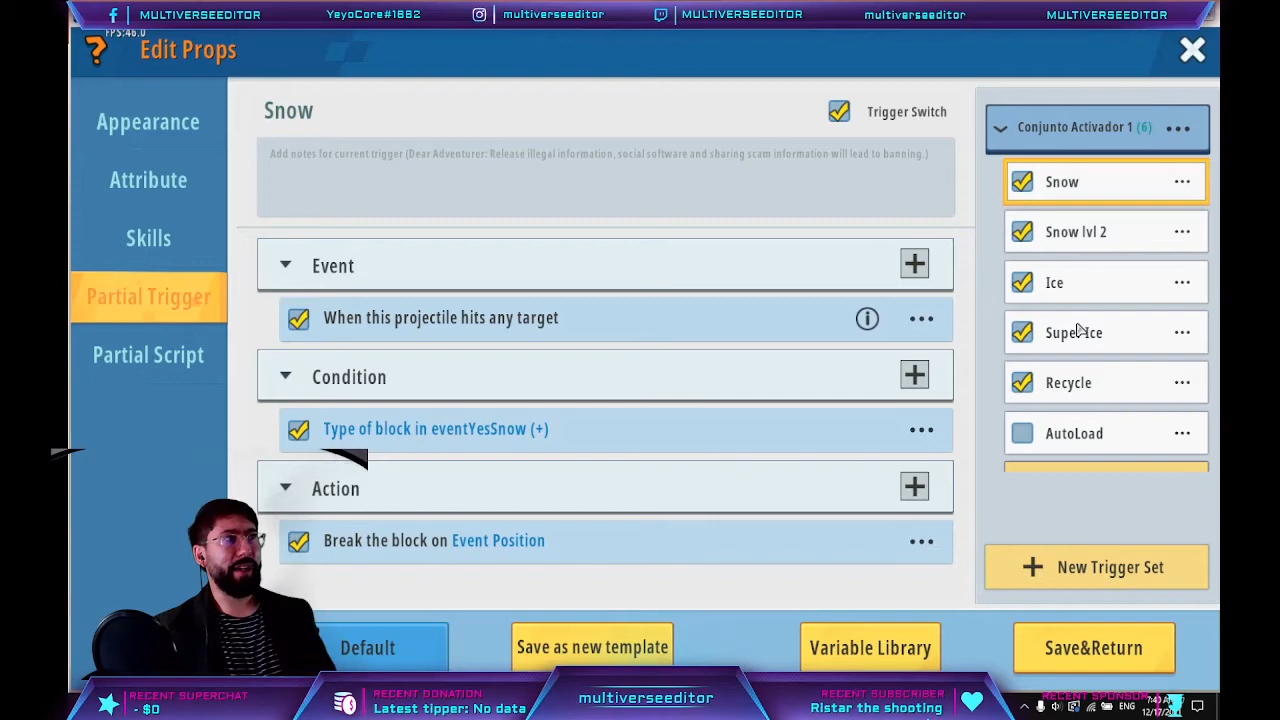 MULTIVERSEEDITOR
YeyoCore#1882
multiverseeditor
MULTIVERSEEDITOR
multiverseeditor
MULTIVERSEEDITOR
FPS:46.0
Edit Props
Appearance
Attribute
Skills
Partial Trigger
Partial Script
Snow
Trigger Switch
Add notes for current trigger (Dear Adventurer: Release illegal information, social software and sharing scam information will lead to banning.)
Event
When this projectile hits any target
Condition
Type of block in eventYesSnow (+)
Action
Break the block on Event Position
Conjunto Activador 1 (6)
Snow
Snow lvl 2
Ice
Super Ice
Recycle
AutoLoad
+ New Trigger Set
Default
Save as new template
Variable Library
Save&Return
RECENT SUPERCHAT
- $0
RECENT DONATION
Latest tipper: No data
multiverseeditor
RECENT SUBSCRIBER
Ristar the shooting
RECENT SPONSOR